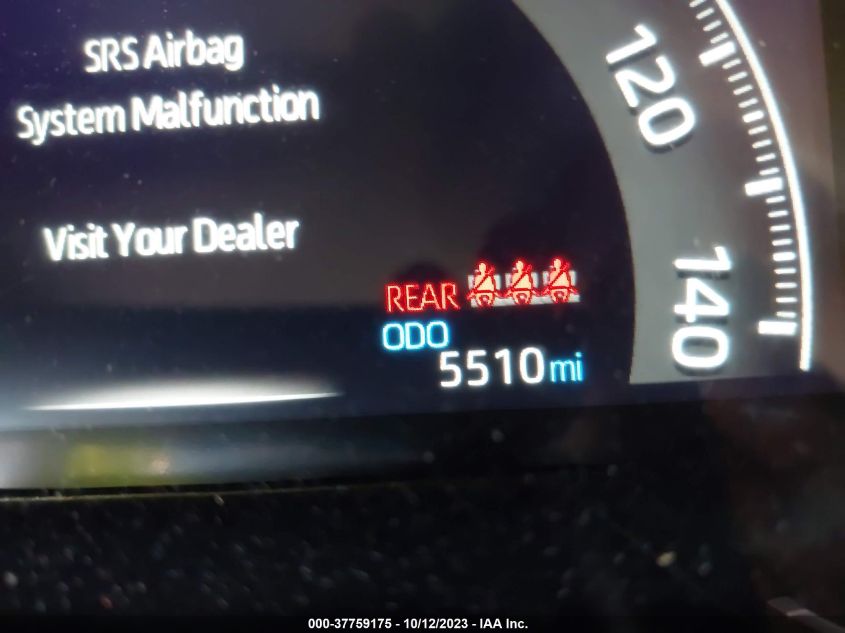 SRS Airbag
System Malfunction
Visit Your Dealer
120
140
REAR
ODO
5510 mi
000-37759175 - 10/12/2023 - IAA Inc.